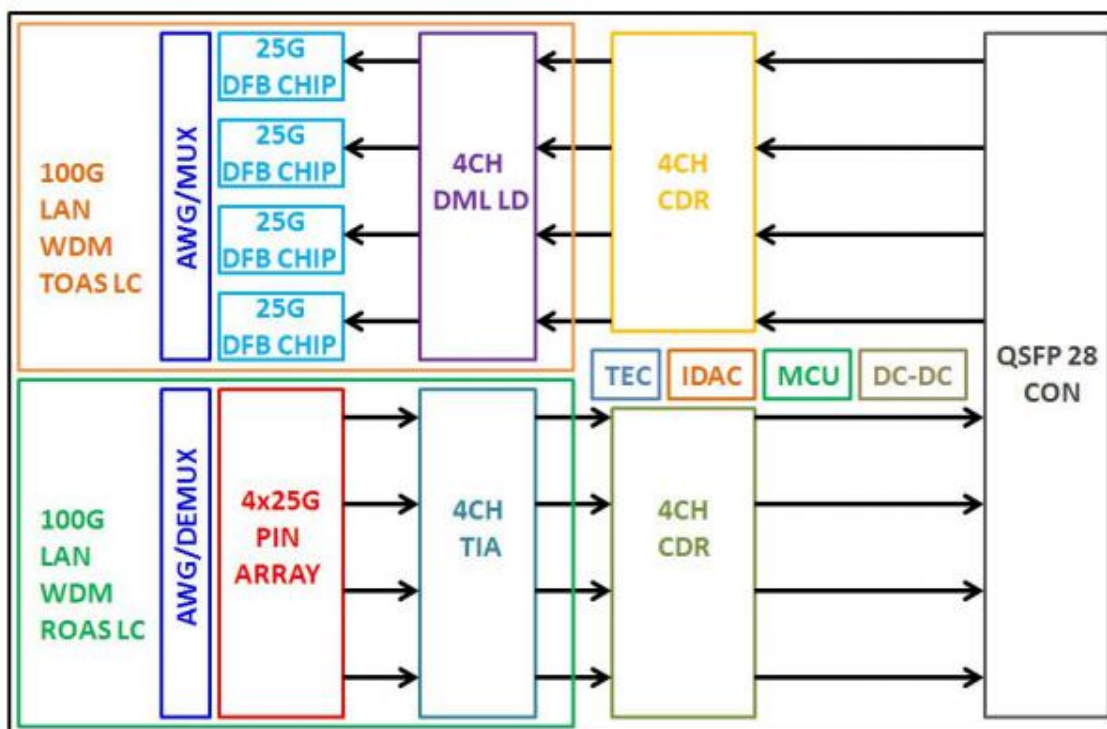 100G
LAN
WDM
TOAS LC
AWG/MUX
25G
DFB CHIP
25G
DFB CHIP
25G
DFB CHIP
25G
DFB CHIP
4CH
DML LD
4CH
CDR
QSFP 28
CON
TEC
IDAC
MCU
DC-DC
100G
LAN
WDM
ROAS LC
AWG/DEMUX
4x25G
PIN
ARRAY
4CH
TIA
4CH
CDR